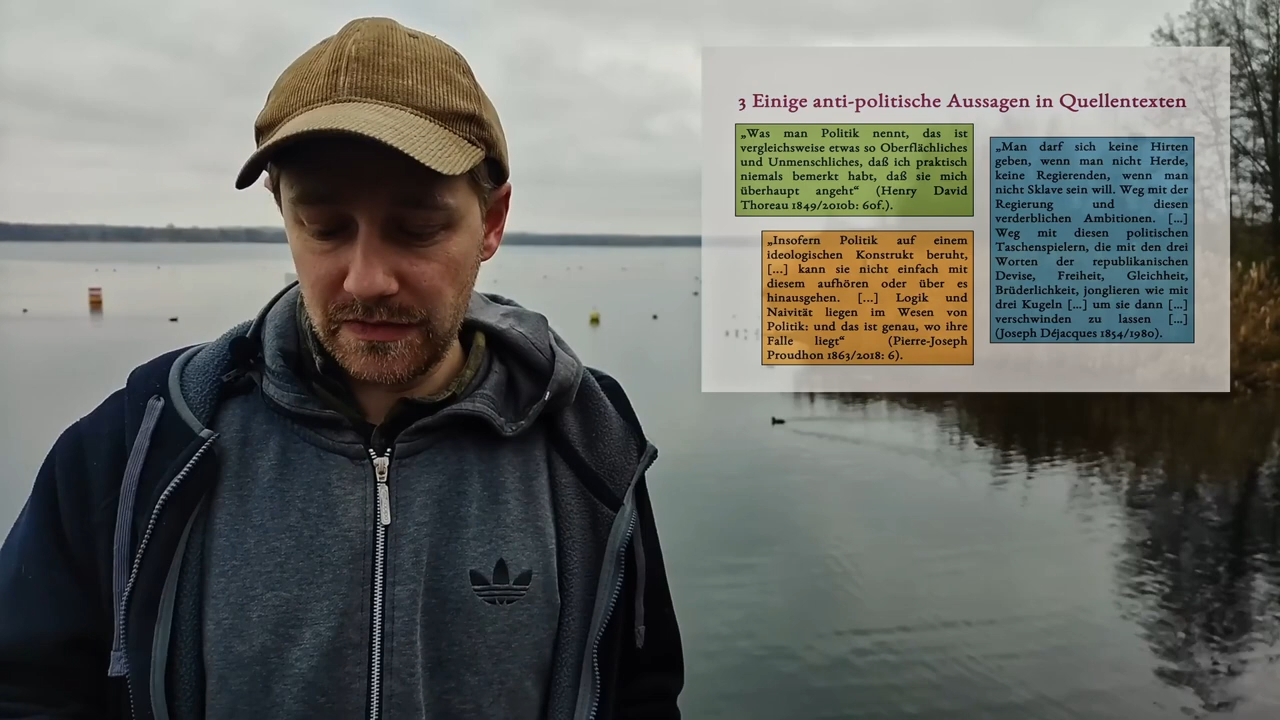 3 Einige anti-politische Aussagen in Quellentexten
„Was man Politik nennt, das ist
vergleichsweise etwas so Oberflächliches
und Unmenschliches, daß ich praktisch
niemals bemerkt habt, daß sie mich
überhaupt angeht“ (Henry David
Thoreau 1849/2010b: 60f.).
„Insofern Politik auf einem
ideologischen Konstrukt beruht,
[...] kann sie nicht einfach mit
diesem aufhören oder über es
hinausgehen. [...] Logik und
Naivität liegen im Wesen von
Politik: und das ist genau, wo ihre
Falle liegt“ (Pierre-Joseph
Proudhon 1863/2018: 6).
„Man darf sich keine Hirten
geben, wenn man nicht Herde,
keine Regierenden, wenn man
nicht Sklave sein will. Weg mit der
Regierung und diesen
verderblichen Ambitionen. [...]
Weg mit diesen politischen
Taschenspielern, die mit den drei
Worten der republikanischen
Devise, Freiheit, Gleichheit,
Brüderlichkeit, jonglieren wie mit
drei Kugeln [...] um sie dann [...]
verschwinden zu lassen [...]
(Joseph Déjacques 1854/1980).